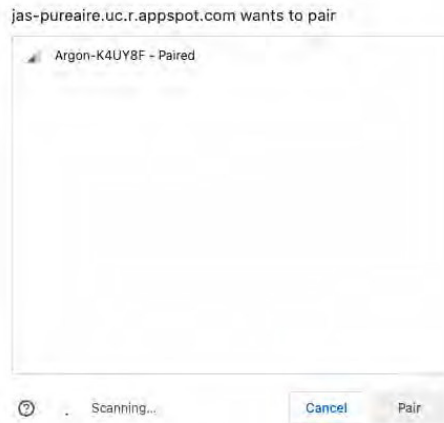 jas-pureaire.uc.r.appspot.com wants to pair
Argon-K4UY8F - Paired
Scanning...
Cancel
Pair